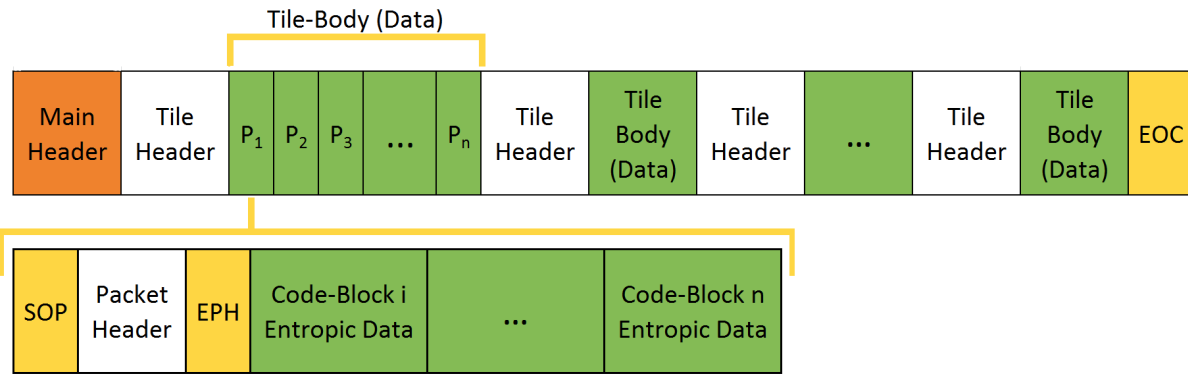 Tile-Body (Data)
Main
Header
Tile
Header
P1
P2
P3
...
Pn
Tile
Header
Tile
Body
(Data)
Tile
Header
...
Tile
Header
Tile
Body
(Data)
EOC
SOP
Packet
Header
EPH
Code-Block i
Entropic Data
...
Code-Block n
Entropic Data